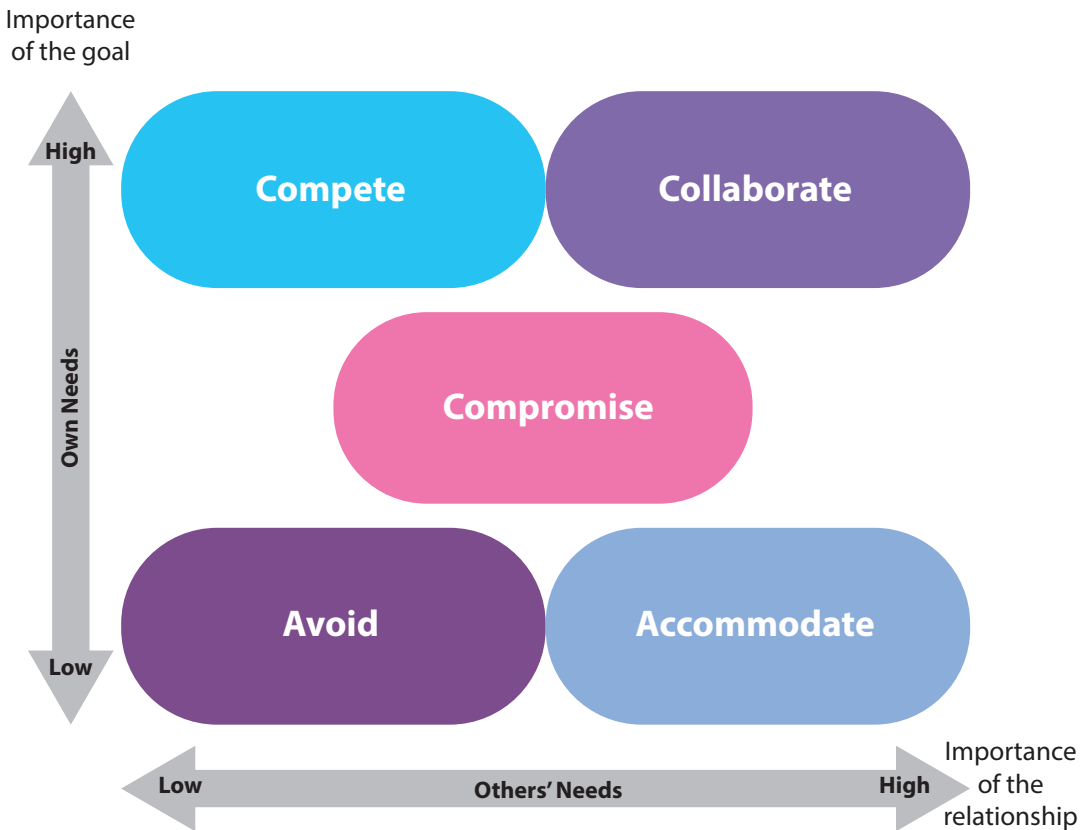 Importance
of the goal
High
Compete
Collaborate
Own Needs
Compromise
Avoid
Accommodate
Low
Low
Others’ Needs
High
Importance
of the
relationship